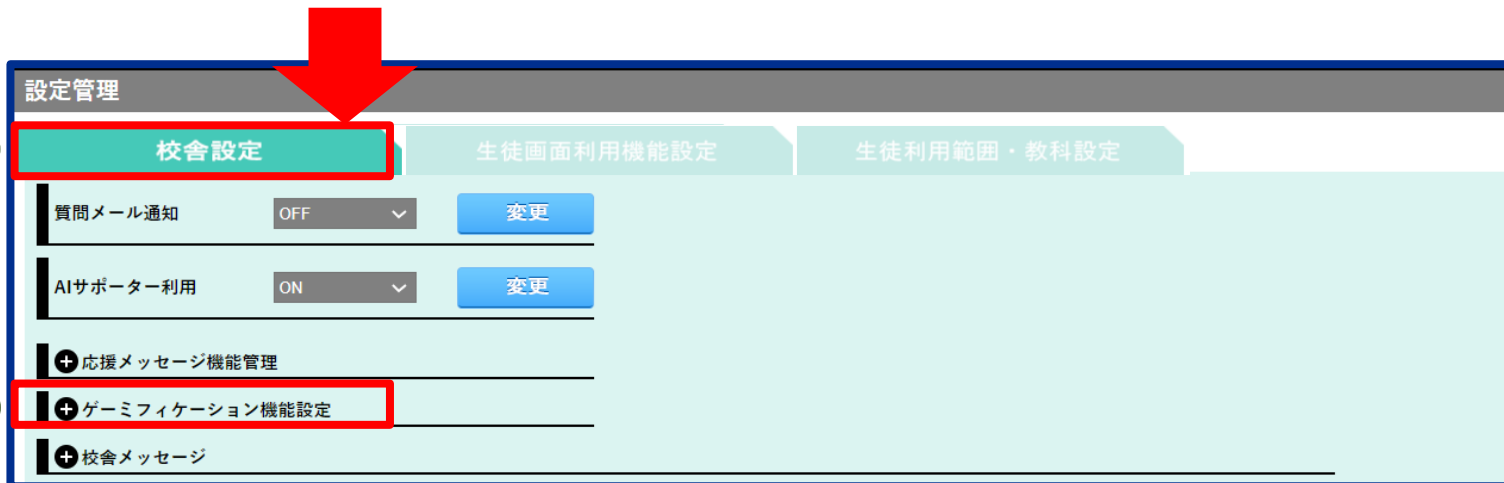 設定管理
校舎設定 生徒画面利用機能設定 生徒利用範囲・教科設定
質問メール通知 OFF 変更
AIサポーター利用 ON 変更
応援メッセージ機能管理
ゲーミフィケーション機能設定
校舎メッセージ